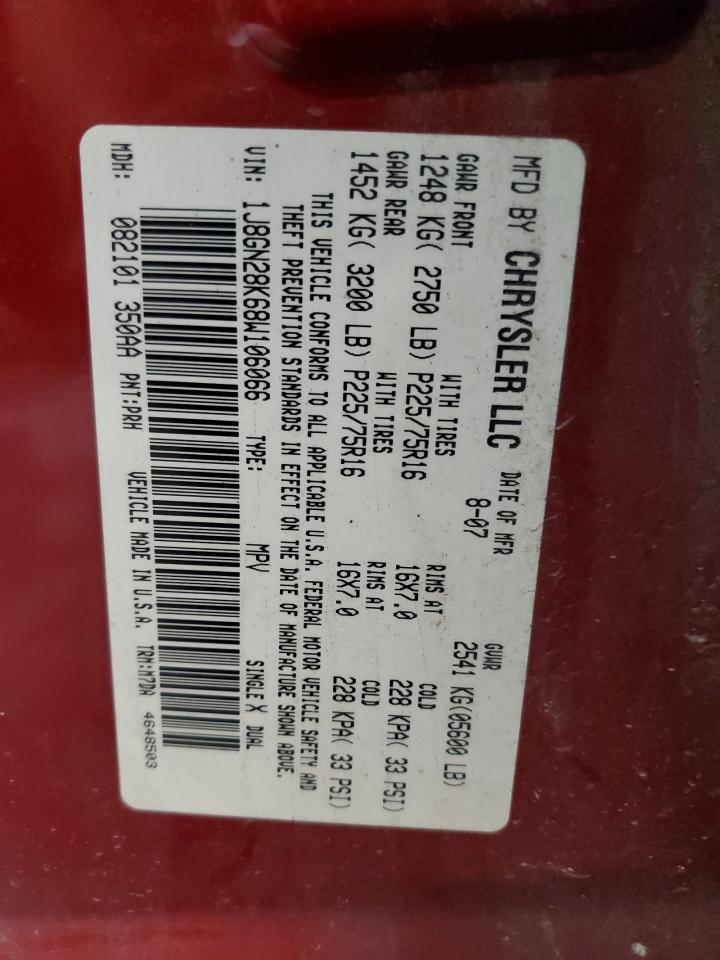 MFD BY CHRYSLER LLC DATE OF MFR GVWR
8-07 2541 KG(05600 LB)
GAWR FRONT WITH TIRES RIMS AT COLD
1248 KG( 2750 LB) P225/75R16 16X7.0 228 KPA( 33 PSI)
GAWR REAR WITH TIRES RIMS AT COLD
1452 KG( 3200 LB) P225/75R16 16X7.0 228 KPA( 33 PSI)
THIS VEHICLE CONFORMS TO ALL APPLICABLE U.S.A. FEDERAL MOTOR VEHICLE SAFETY AND
THEFT PREVENTION STANDARDS IN EFFECT ON THE DATE OF MANUFACTURE SHOWN ABOVE.
VIN: 1J8GN28K68W106066 TYPE: MPV SINGLE X DUAL
MDH: 082101 350AA PNT:PRH VEHICLE MADE IN U.S.A. TRM:M7DA 4648503